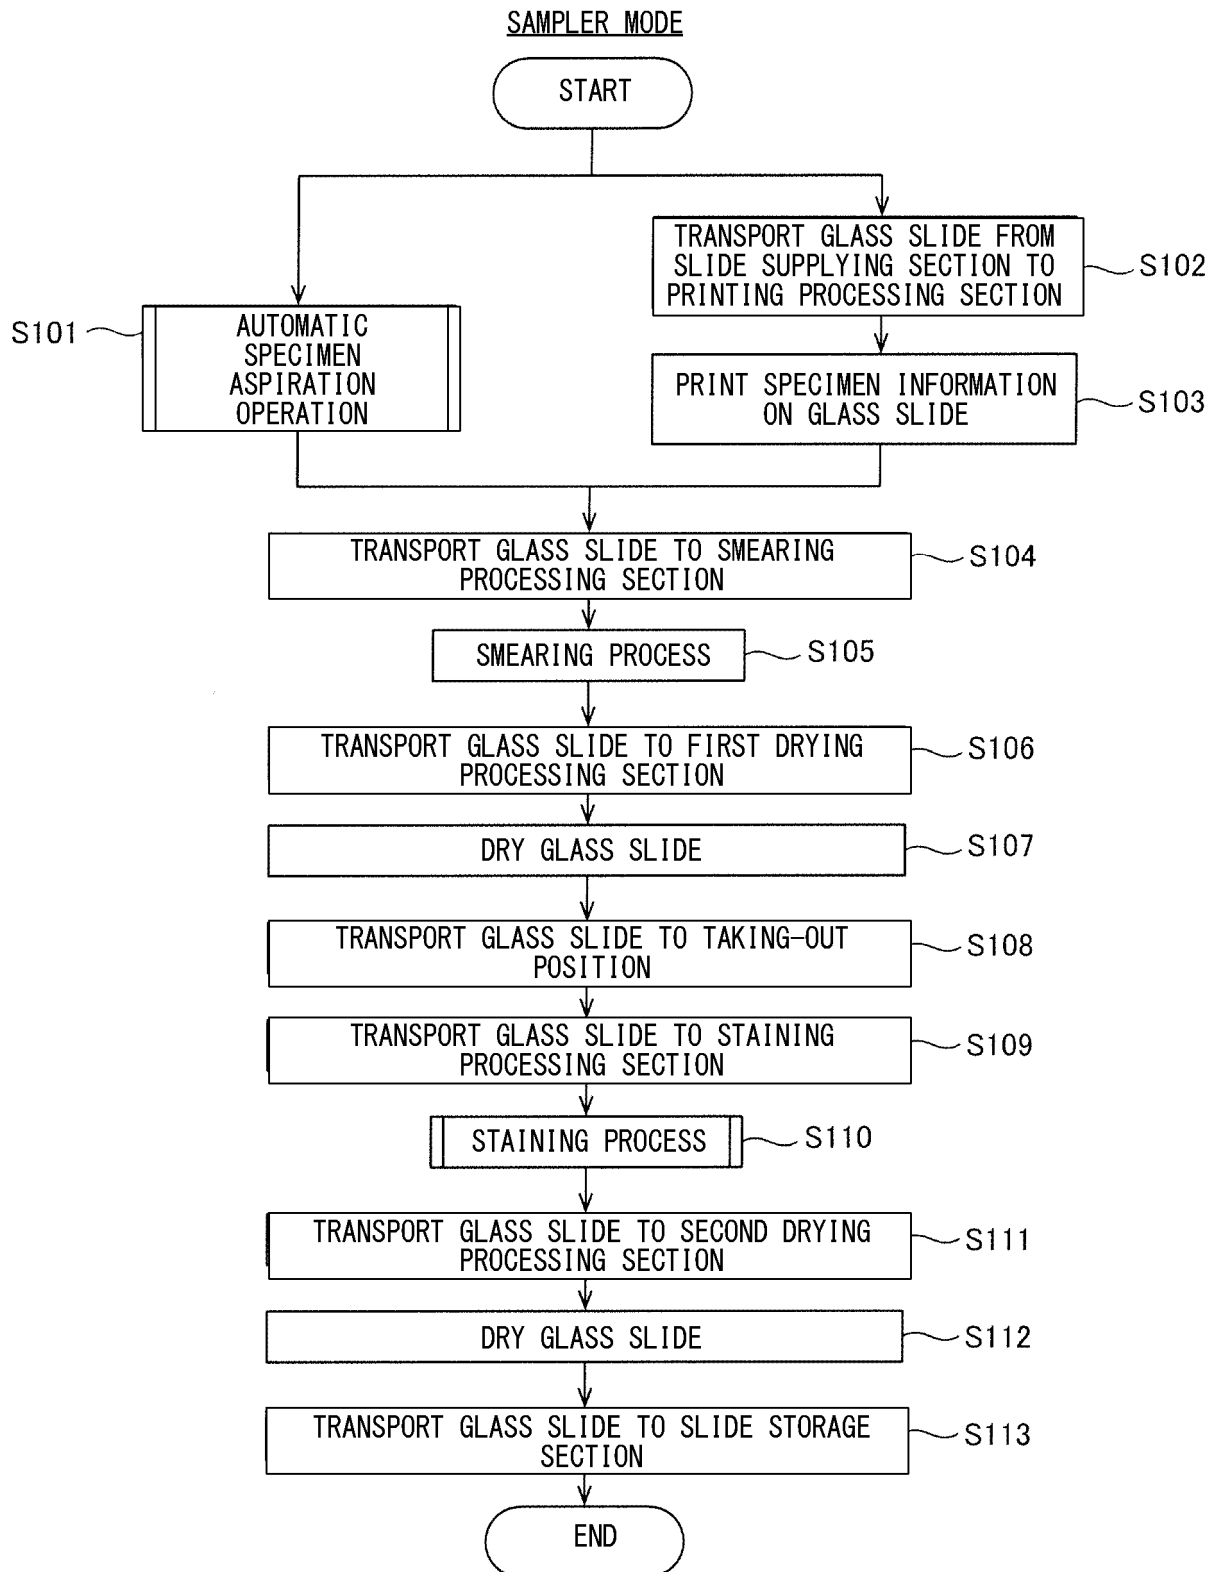 SAMPLER MODE
START
TRANSPORT GLASS SLIDE FROM
SLIDE SUPPLYING SECTION TO
PRINTING PROCESSING SECTION
S102
S101
AUTOMATIC
SPECIMEN
ASPIRATION
OPERATION
PRINT SPECIMEN INFORMATION
ON GLASS SLIDE
S103
TRANSPORT GLASS SLIDE TO SMEARING
PROCESSING SECTION
S104
SMEARING PROCESS
S105
TRANSPORT GLASS SLIDE TO FIRST DRYING
PROCESSING SECTION
S106
DRY GLASS SLIDE
S107
TRANSPORT GLASS SLIDE TO TAKING-OUT
POSITION
S108
TRANSPORT GLASS SLIDE TO STAINING
PROCESSING SECTION
S109
STAINING PROCESS
S110
TRANSPORT GLASS SLIDE TO SECOND DRYING
PROCESSING SECTION
S111
DRY GLASS SLIDE
S112
TRANSPORT GLASS SLIDE TO SLIDE STORAGE
SECTION
S113
END